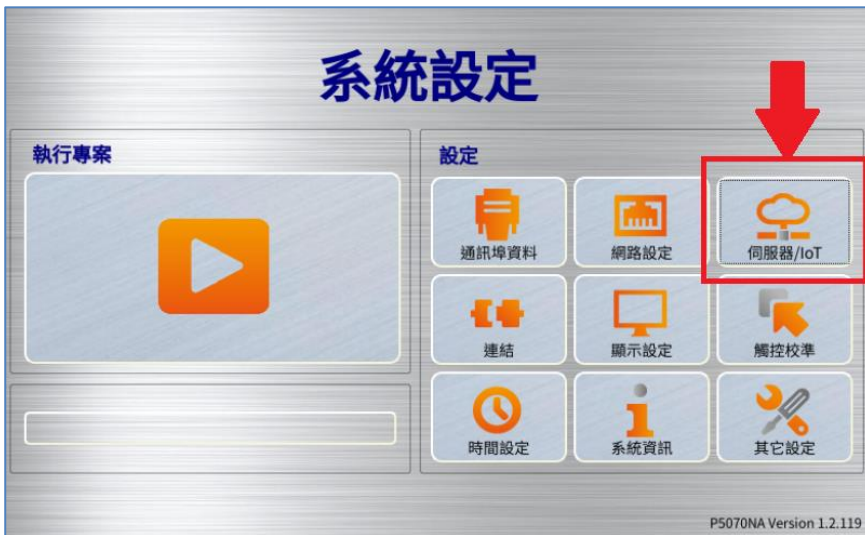 系統設定
執行專案
設定
通訊埠資料
網路設定
伺服器/IoT
連結
顯示設定
觸控校準
時間設定
系統資訊
其它設定
P5070NA Version 1.2.119